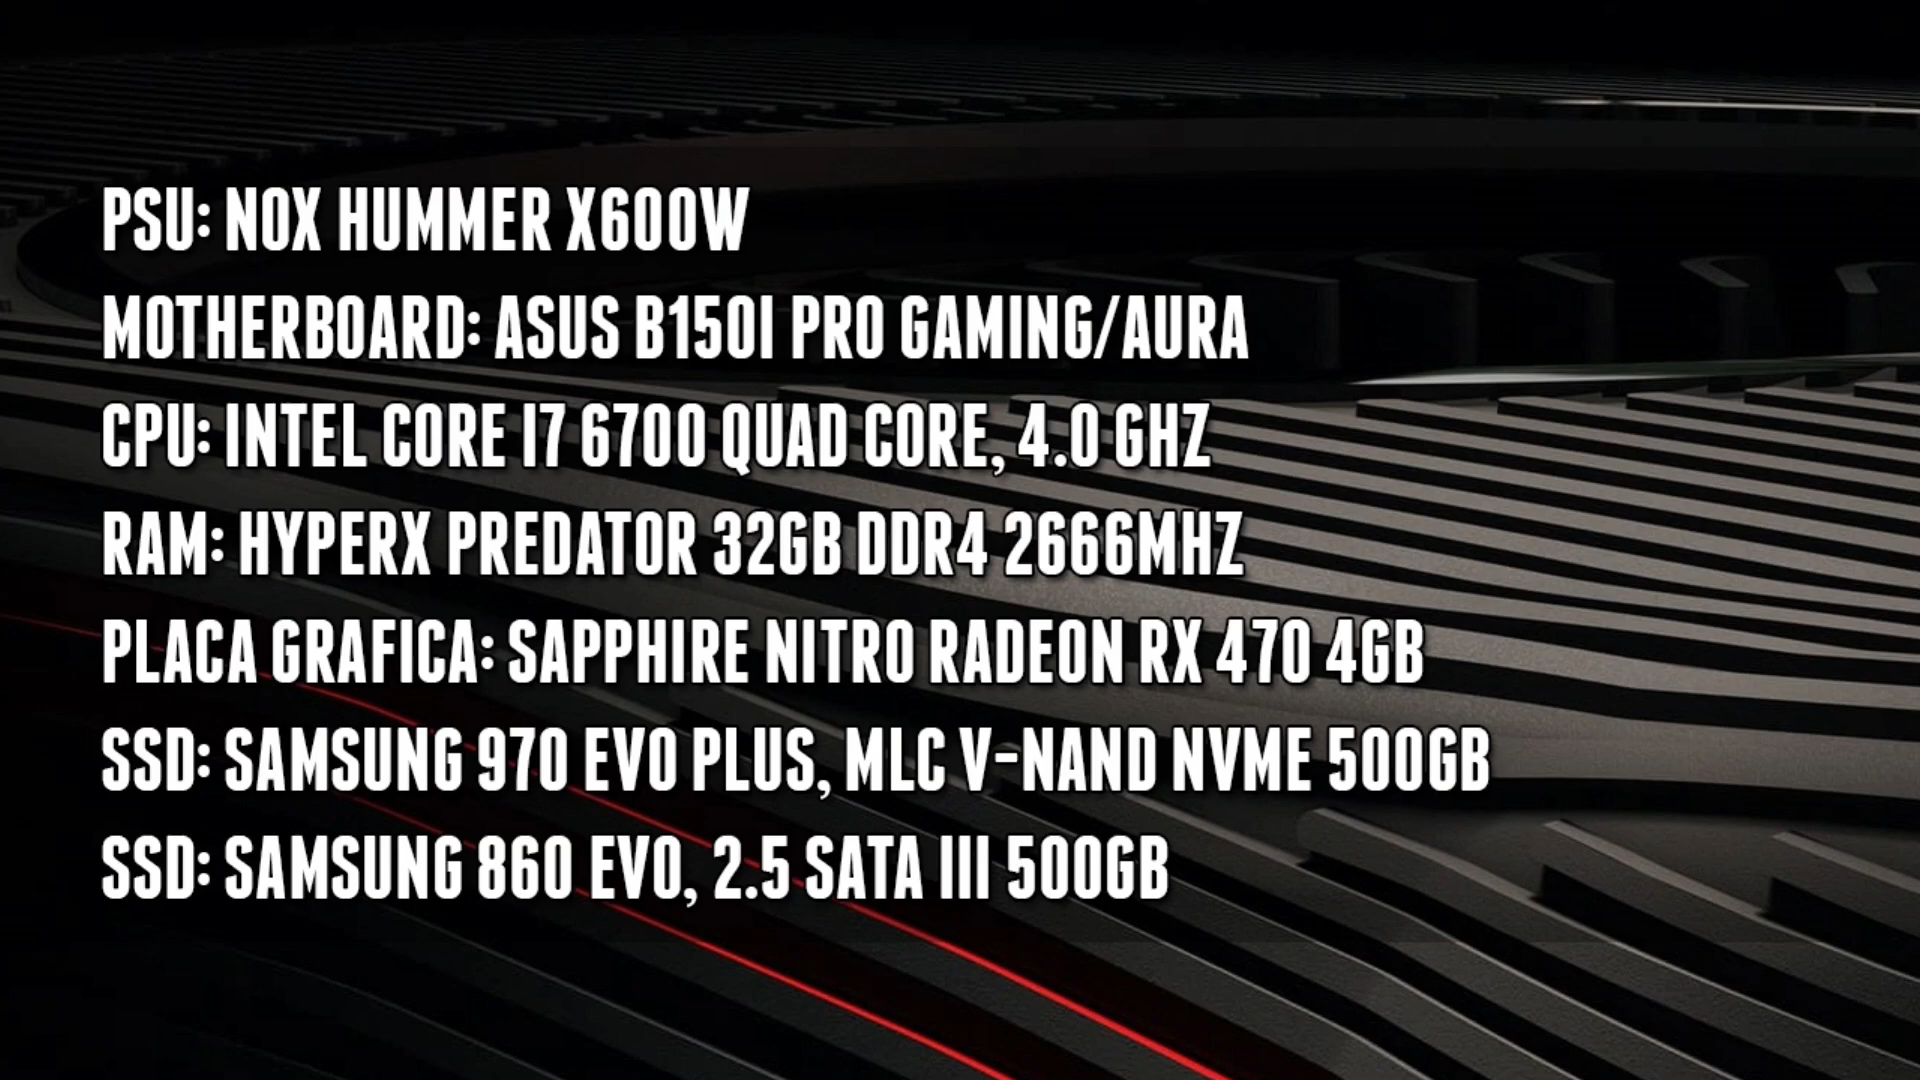 PSU: NOX HUMMER X600W
MOTHERBOARD: ASUS B150I PRO GAMING/AURA
CPU: INTEL CORE I7 6700 QUAD CORE, 4.0 GHZ
RAM: HYPERX PREDATOR 32GB DDR4 2666MHZ
PLACA GRAFICA: SAPPHIRE NITRO RADEON RX 470 4GB
SSD: SAMSUNG 970 EVO PLUS, MLC V-NAND NVME 500GB
SSD: SAMSUNG 860 EVO, 2.5 SATA III 500GB